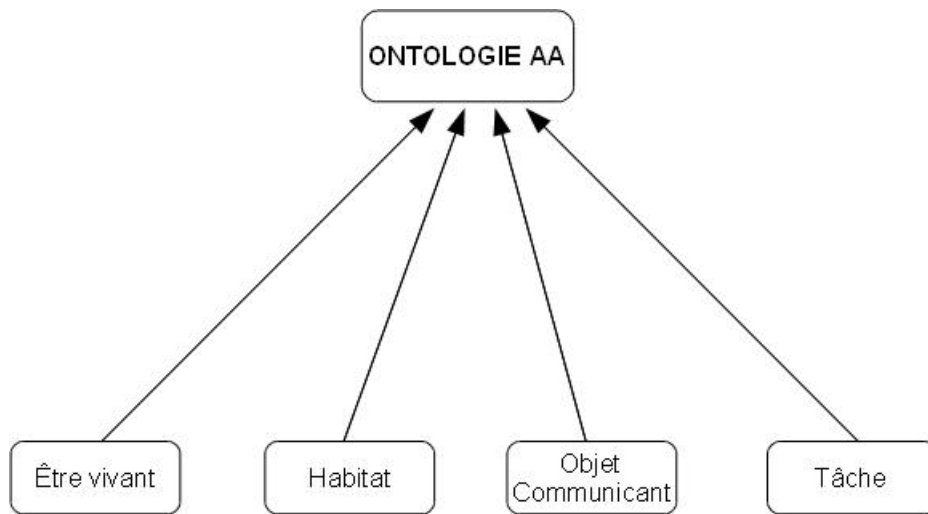 ONTOLOGIE AA
Être vivant
Habitat
Objet
Communicant
Tâche